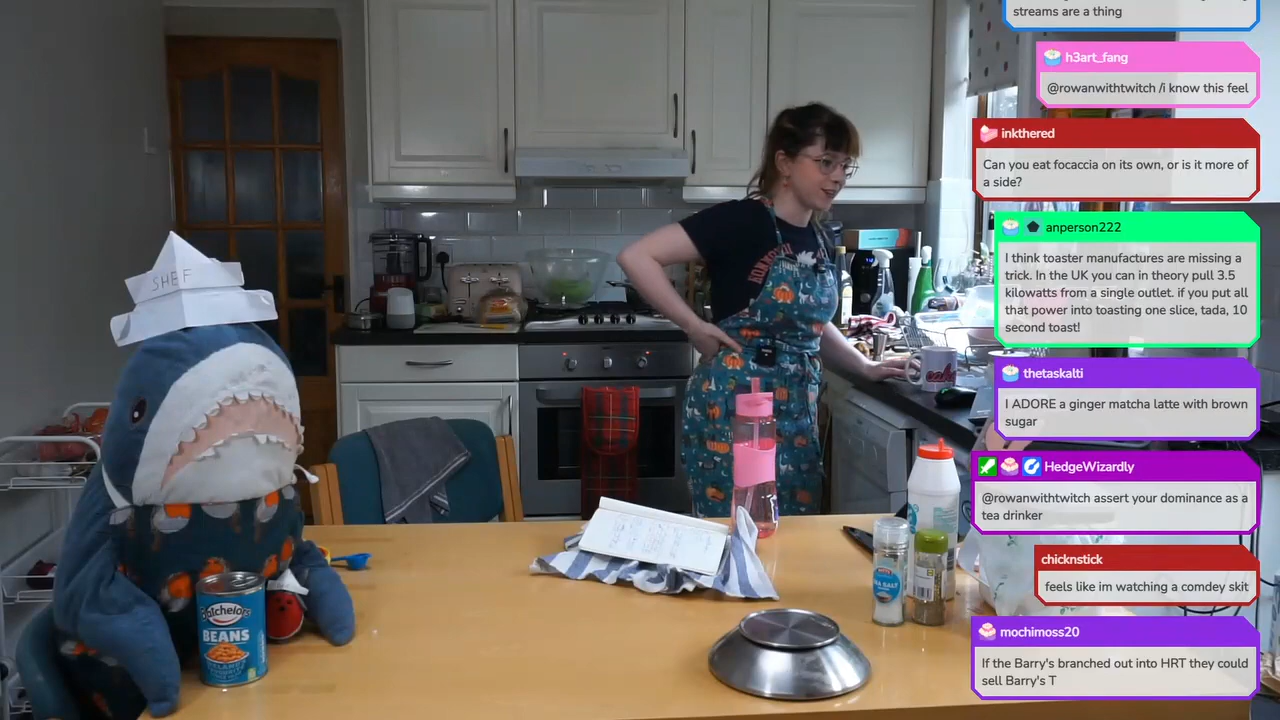 streams are a thing
h3art_fang
@rowanwithtwitch /i know this feel
inkthered
Can you eat focaccia on its own, or is it more of
a side?
anperson222
I think toaster manufactures are missing a
trick. In the UK you can in theory pull 3.5
kilowatts from a single outlet. if you put all
that power into toasting one slice, tada, 10
second toast!
thetaskalti
I ADORE a ginger matcha latte with brown
sugar
HedgeWizardly
@rowanwithtwitch assert your dominance as a
tea drinker
chicknstick
feels like im watching a comdey skit
mochimoss20
If the Barry's branched out into HRT they could
sell Barry's T
SHEF
Batchelors
BEANS
SEA SALT